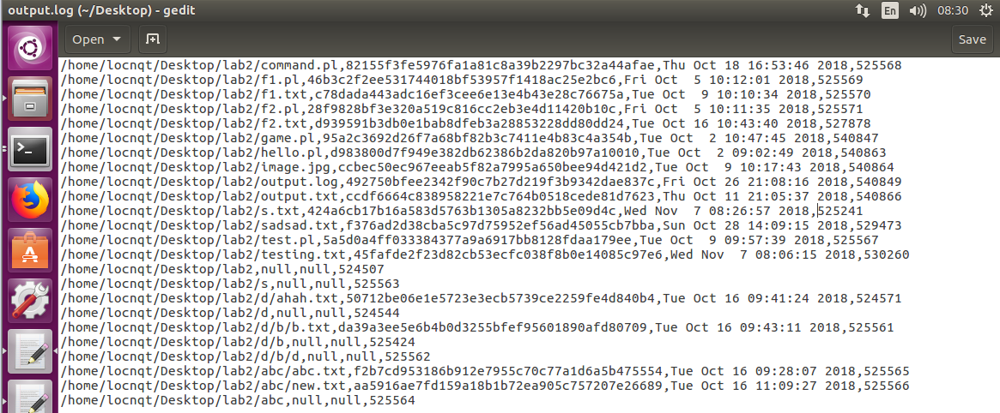 output.log (~/Desktop) - gedit
En
08:30
Open
Save
/home/locnqt/Desktop/lab2/command.pl,82155f3fe5976fa1a81c8a39b2297bc32a44afae,Thu Oct 18 16:53:46 2018,525568
/home/locnqt/Desktop/lab2/f1.pl,46b3c2f2ee531744018bf53957f1418ac25e2bc6,Fri Oct  5 10:12:01 2018,525569
/home/locnqt/Desktop/lab2/f1.txt,c78dada443adc16ef3cee6e13e4b43e28c76675a,Tue Oct  9 10:10:34 2018,525570
/home/locnqt/Desktop/lab2/f2.pl,28f9828bf3e320a519c816cc2eb3e4d11420b10c,Fri Oct  5 10:11:35 2018,525571
/home/locnqt/Desktop/lab2/f2.txt,d939591b3db0e1bab8dfeb3a28853228dd80dd24,Tue Oct 16 10:43:40 2018,527878
/home/locnqt/Desktop/lab2/game.pl,95a2c3692d26f7a68bf82b3c7411e4b83c4a354b,Tue Oct  2 10:47:45 2018,540847
/home/locnqt/Desktop/lab2/hello.pl,d983800d7f949e382db62386b2da820b97a10010,Tue Oct  2 09:02:49 2018,540863
/home/locnqt/Desktop/lab2/image.jpg,ccbec50ec967eeab5f82a7995a650bee94d421d2,Tue Oct  9 10:17:43 2018,540864
/home/locnqt/Desktop/lab2/output.log,492750bfee2342f90c7b27d219f3b9342dae837c,Fri Oct 26 21:08:16 2018,540849
/home/locnqt/Desktop/lab2/output.txt,ccdf6664c838958221e7c764b0518cede81d7623,Thu Oct 11 21:05:37 2018,540866
/home/locnqt/Desktop/lab2/s.txt,424a6cb17b16a583d5763b1305a8232bb5e09d4c,Wed Nov  7 08:26:57 2018,525241
/home/locnqt/Desktop/lab2/sadsad.txt,f376ad2d38cba5c97d75952ef56ad45055cb7bba,Sun Oct 28 14:09:15 2018,529473
/home/locnqt/Desktop/lab2/test.pl,5a5d0a4ff033384377a9a6917bb8128fdaa179ee,Tue Oct  9 09:57:39 2018,525567
/home/locnqt/Desktop/lab2/testing.txt,45fafde2f23d82cb53ecfc038f8b0e14085c97e6,Wed Nov  7 08:06:15 2018,530260
/home/locnqt/Desktop/lab2,null,null,524507
/home/locnqt/Desktop/lab2/s,null,null,525563
/home/locnqt/Desktop/lab2/d/ahah.txt,50712be06e1e5723e3ecb5739ce2259fe4d840b4,Tue Oct 16 09:41:24 2018,524571
/home/locnqt/Desktop/lab2/d,null,null,524544
/home/locnqt/Desktop/lab2/d/b/b.txt,da39a3ee5e6b4b0d3255bfef95601890afd80709,Tue Oct 16 09:43:11 2018,525561
/home/locnqt/Desktop/lab2/d/b,null,null,525424
/home/locnqt/Desktop/lab2/d/b/d,null,null,525562
/home/locnqt/Desktop/lab2/abc/abc.txt,f2b7cd953186b912e7955c70c77a1d6a5b475554,Tue Oct 16 09:28:07 2018,525565
/home/locnqt/Desktop/lab2/abc/new.txt,aa5916ae7fd159a18b1b72ea905c757207e26689,Tue Oct 16 11:09:27 2018,525566
/home/locnqt/Desktop/lab2/abc,null,null,525564